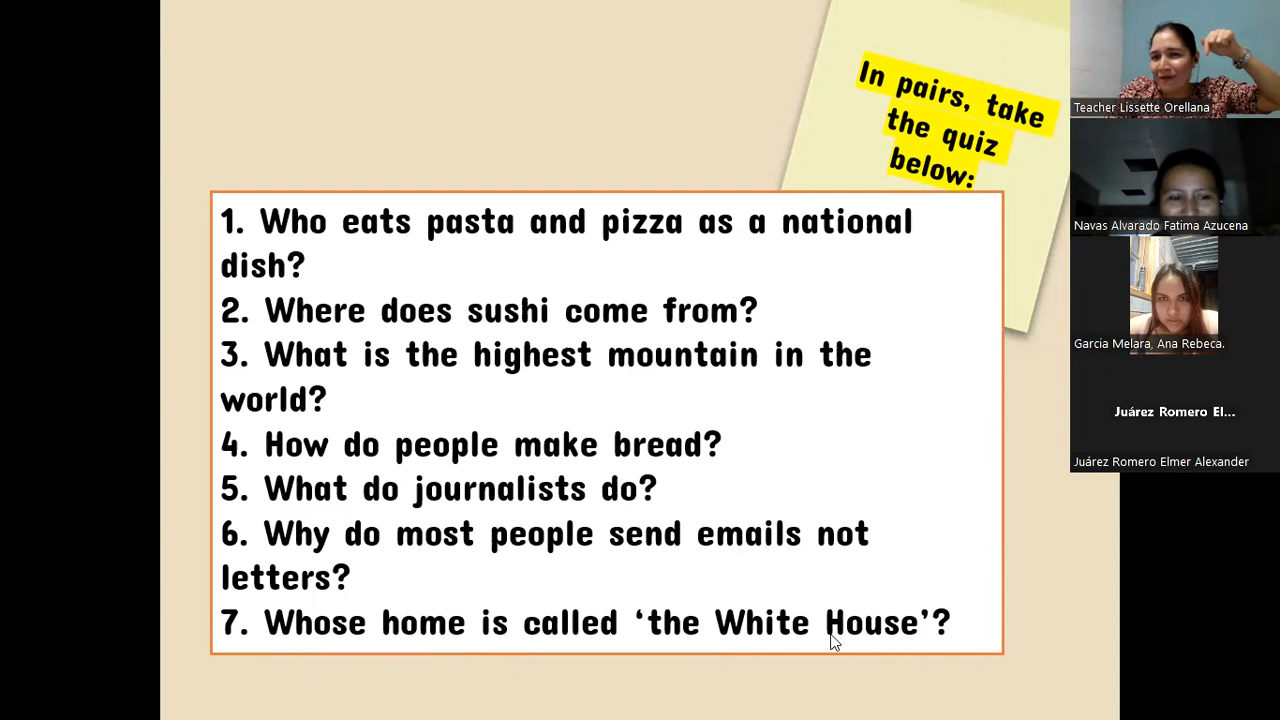 In pairs, take
the quiz
below:
1. Who eats pasta and pizza as a national
dish?
2. Where does sushi come from?
3. What is the highest mountain in the
world?
4. How do people make bread?
5. What do journalists do?
6. Why do most people send emails not
letters?
7. Whose home is called ‘the White House’?
Teacher Lissette Orellana
Navas Alvarado Fatima Azucena
Garcia Melara, Ana Rebeca.
Juárez Romero El...
Juárez Romero Elmer Alexander